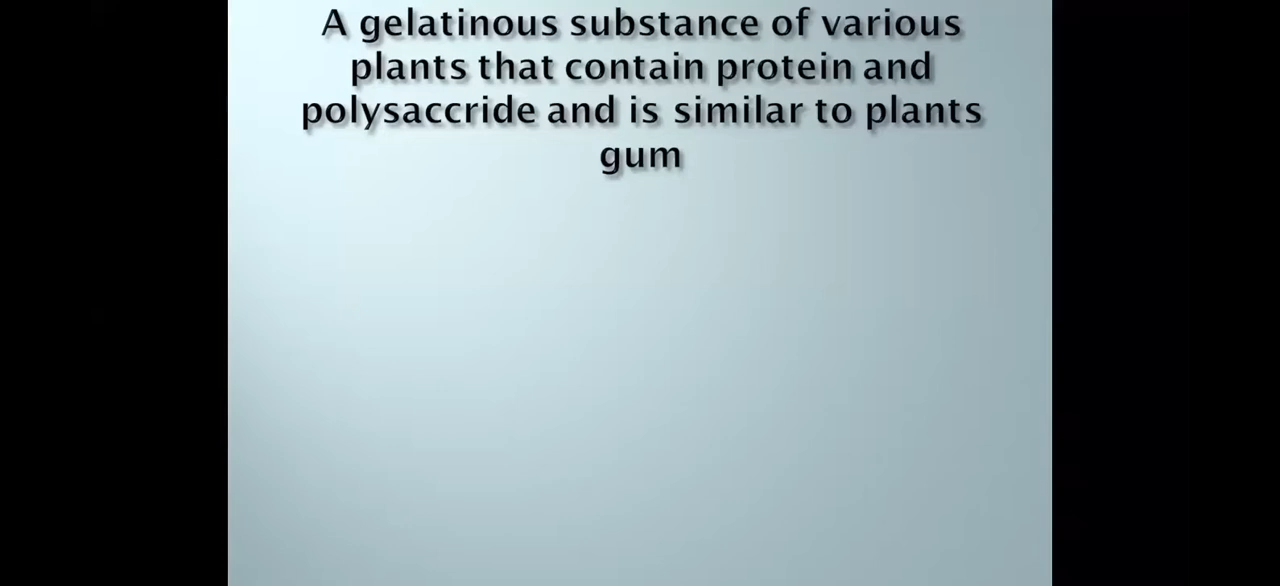 A gelatinous substance of various
plants that contain protein and
polysaccride and is similar to plants
gum